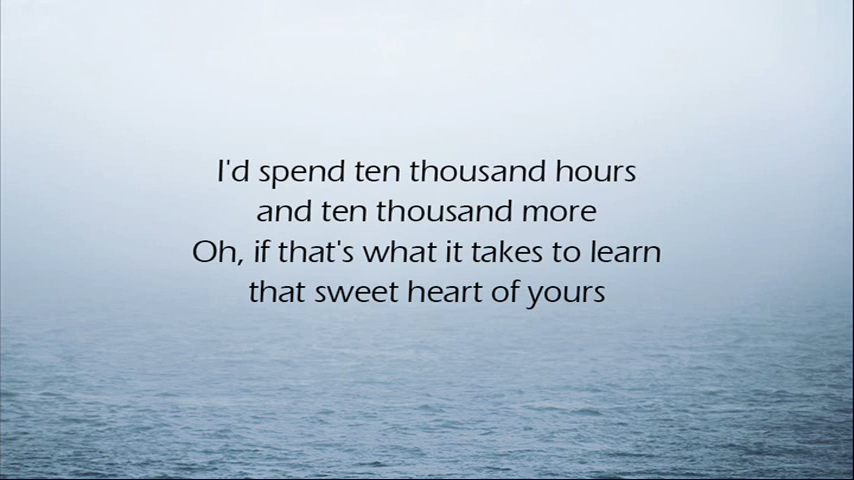 I'd spend ten thousand hours
and ten thousand more
Oh, if that's what it takes to learn
that sweet heart of yours